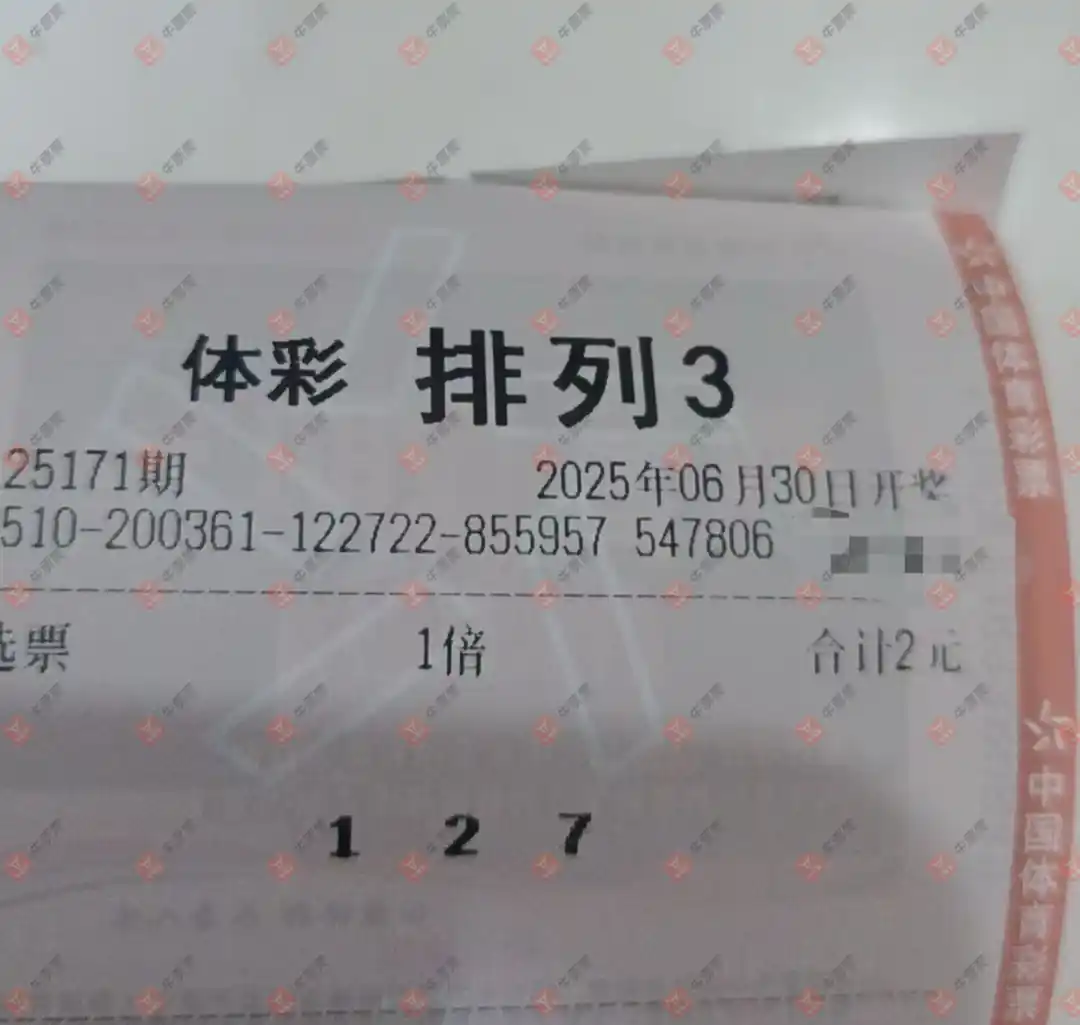 体彩 排列3
25171期 2025年06月30日开奖
510-200361-122722-855957 547806
选票 1倍 合计2元
1 2 7
中国体育彩票
中国体育彩票